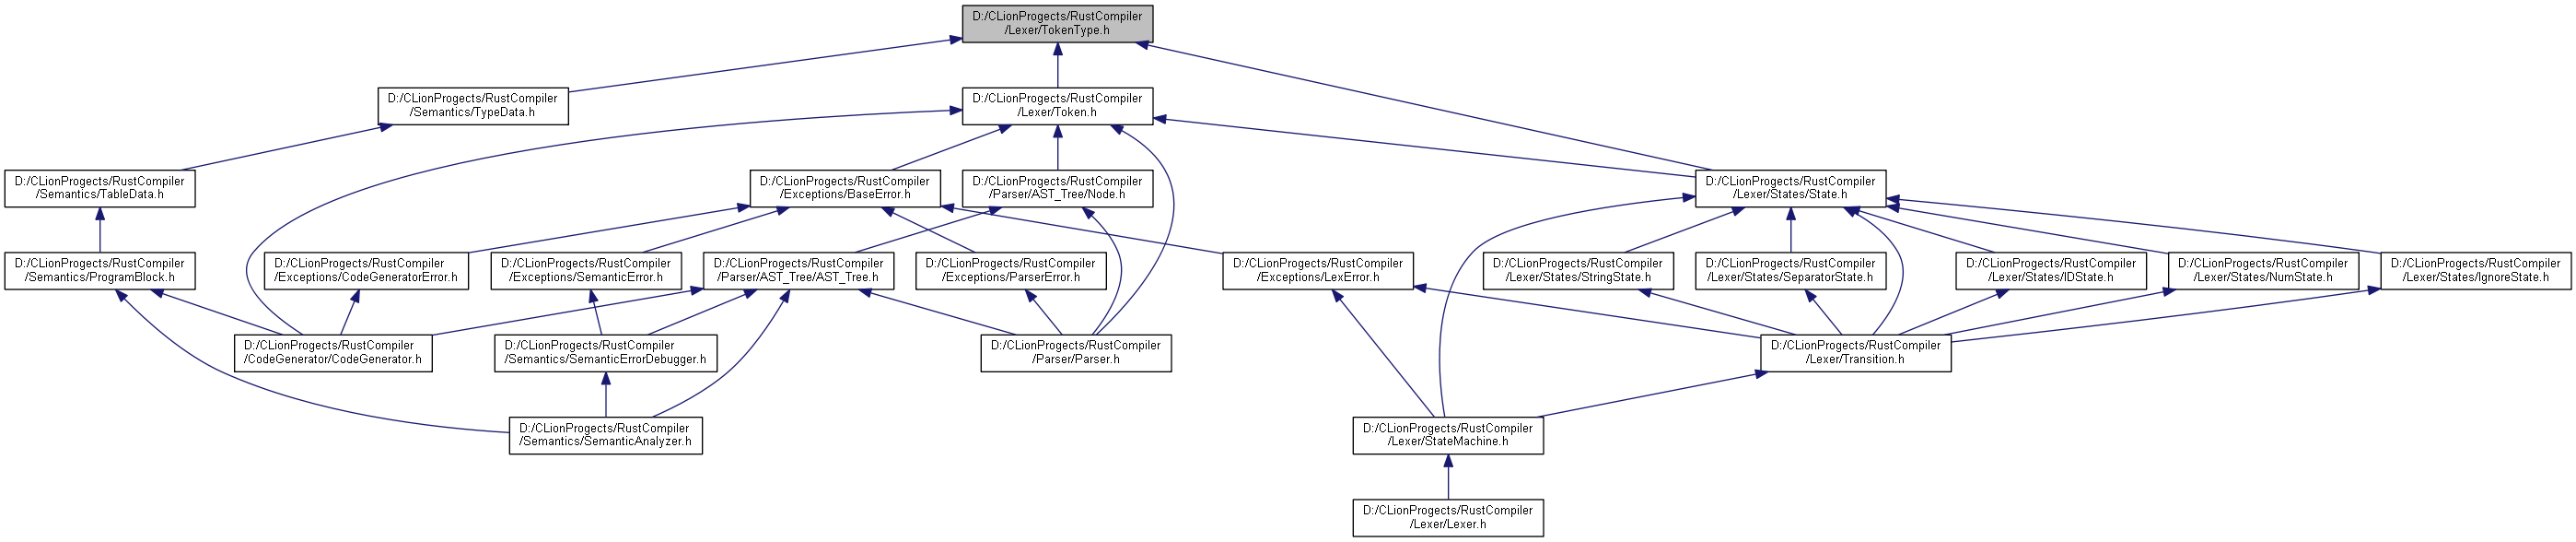 D:/CLionProgects/RustCompiler
/Lexer/TokenType.h
D:/CLionProgects/RustCompiler
/Semantics/TypeData.h
D:/CLionProgects/RustCompiler
/Lexer/Token.h
D:/CLionProgects/RustCompiler
/Semantics/TableData.h
D:/CLionProgects/RustCompiler
/Exceptions/BaseError.h
D:/CLionProgects/RustCompiler
/Parser/AST_Tree/Node.h
D:/CLionProgects/RustCompiler
/Lexer/States/State.h
D:/CLionProgects/RustCompiler
/Semantics/ProgramBlock.h
D:/CLionProgects/RustCompiler
/Exceptions/CodeGeneratorError.h
D:/CLionProgects/RustCompiler
/Exceptions/SemanticError.h
D:/CLionProgects/RustCompiler
/Parser/AST_Tree/AST_Tree.h
D:/CLionProgects/RustCompiler
/Exceptions/ParserError.h
D:/CLionProgects/RustCompiler
/Exceptions/LexError.h
D:/CLionProgects/RustCompiler
/Lexer/States/StringState.h
D:/CLionProgects/RustCompiler
/Lexer/States/SeparatorState.h
D:/CLionProgects/RustCompiler
/Lexer/States/IDState.h
D:/CLionProgects/RustCompiler
/Lexer/States/NumState.h
D:/CLionProgects/RustCompiler
/Lexer/States/IgnoreState.h
D:/CLionProgects/RustCompiler
/CodeGenerator/CodeGenerator.h
D:/CLionProgects/RustCompiler
/Semantics/SemanticErrorDebugger.h
D:/CLionProgects/RustCompiler
/Parser/Parser.h
D:/CLionProgects/RustCompiler
/Lexer/Transition.h
D:/CLionProgects/RustCompiler
/Semantics/SemanticAnalyzer.h
D:/CLionProgects/RustCompiler
/Lexer/StateMachine.h
D:/CLionProgects/RustCompiler
/Lexer/Lexer.h